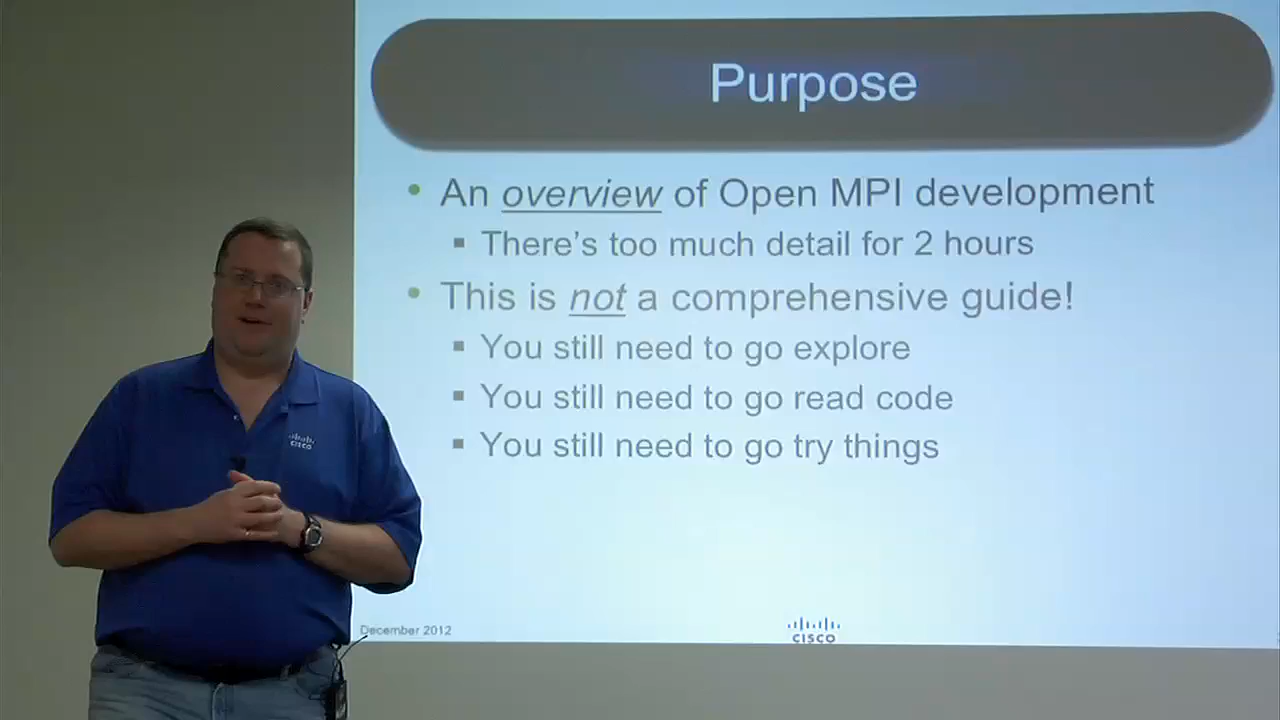 Purpose
• An overview of Open MPI development
▪ There's too much detail for 2 hours
• This is not a comprehensive guide!
▪ You still need to go explore
▪ You still need to go read code
▪ You still need to go try things
CISCO
December 2012
CISCO